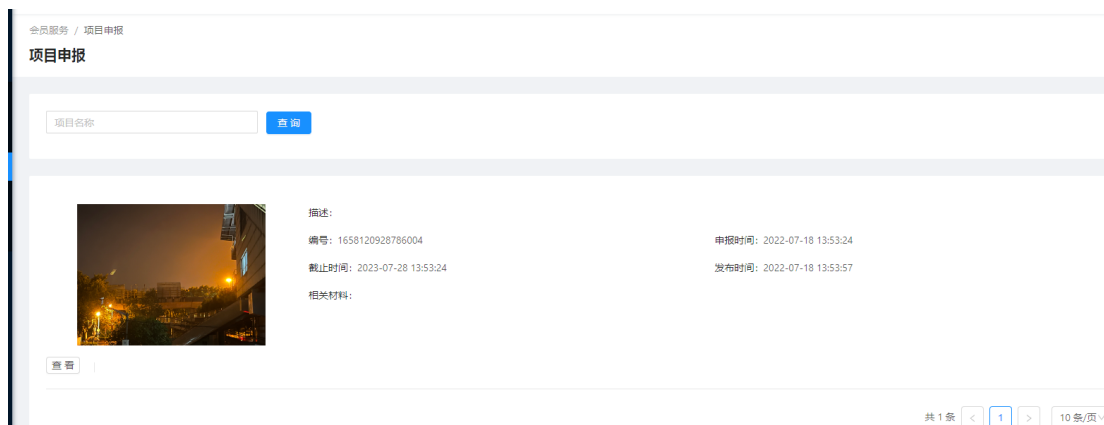 会员服务 / 项目申报
项目申报
项目名称 查 询
描述：
编号：1658120928786004 申报时间：2022-07-18 13:53:24
截止时间：2023-07-28 13:53:24 发布时间：2022-07-18 13:53:57
相关材料：
查 看
共 1 条 < 1 > 10 条/页